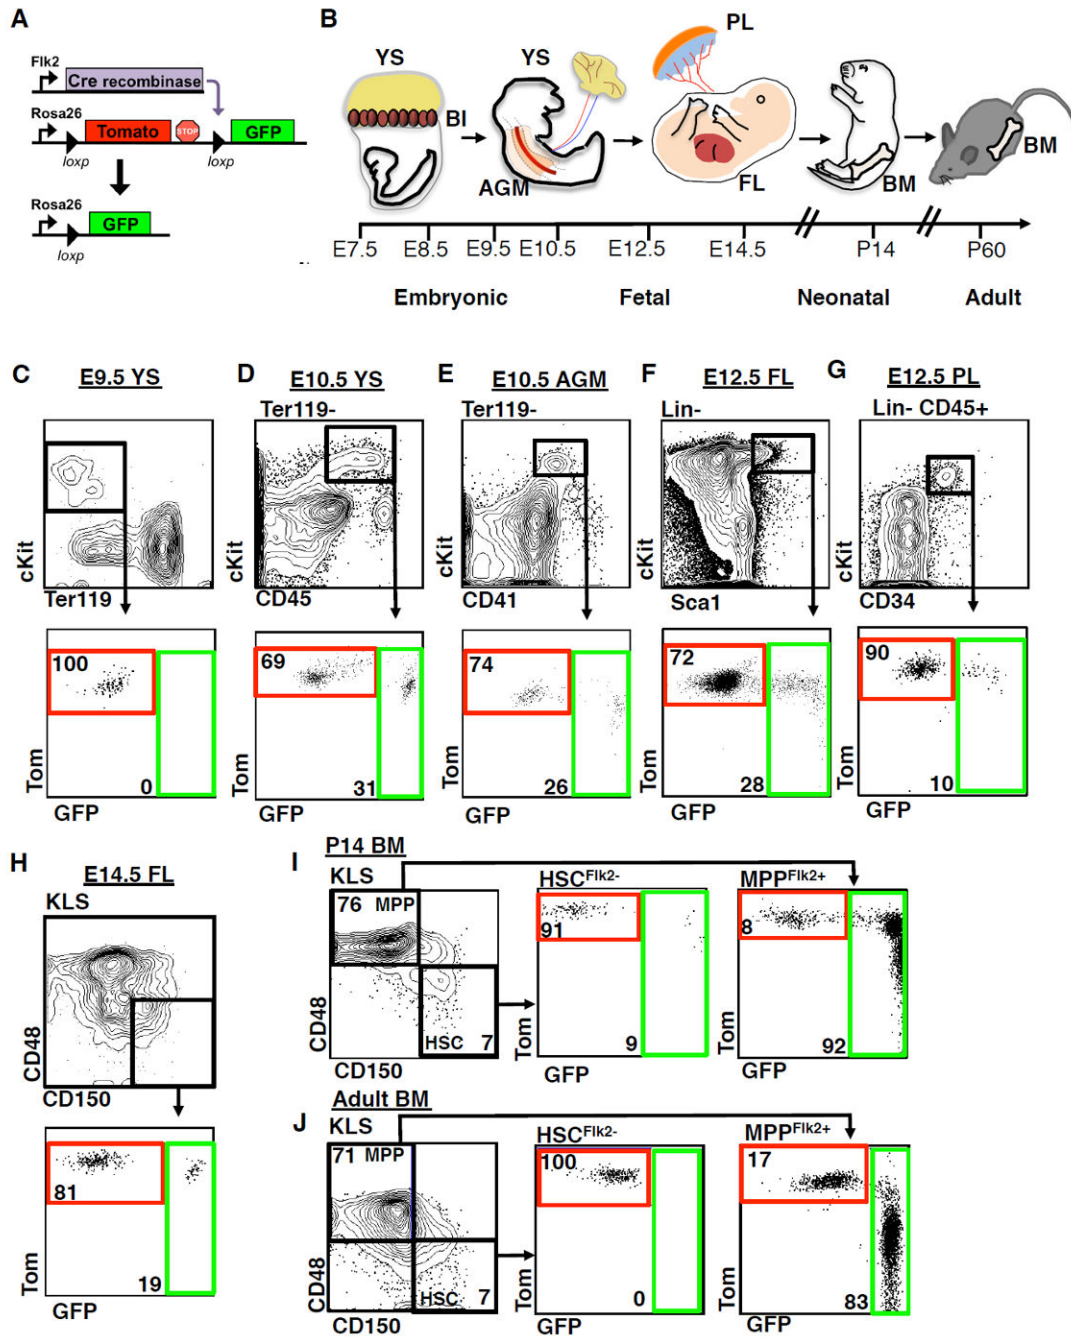 A
Flk2
Cre recombinase
Rosa26
Tomato
STOP
GFP
loxp
loxp
Rosa26
GFP
loxp
B
YS
YS
PL
BI
AGM
FL
BM
BM
E7.5 E8.5 E9.5 E10.5 E12.5 E14.5 P14 P60
Embryonic Fetal Neonatal Adult
C E9.5 YS
cKit
Ter119
100
0
Tom
GFP
D E10.5 YS
Ter119-
cKit
CD45
69
31
Tom
GFP
E E10.5 AGM
Ter119-
cKit
CD41
74
26
Tom
GFP
F E12.5 FL
Lin-
cKit
Sca1
72
28
Tom
GFP
G E12.5 PL
Lin- CD45+
cKit
CD34
90
10
Tom
GFP
H E14.5 FL
KLS
CD48
CD150
81
19
Tom
GFP
I P14 BM
KLS
76 MPP
HSC 7
CD48
CD150
HSCFlk2-
91
9
Tom
GFP
MPPFlk2+
8
92
Tom
GFP
J Adult BM
KLS
71 MPP
HSC 7
CD48
CD150
HSCFlk2-
100
0
Tom
GFP
MPPFlk2+
17
83
Tom
GFP